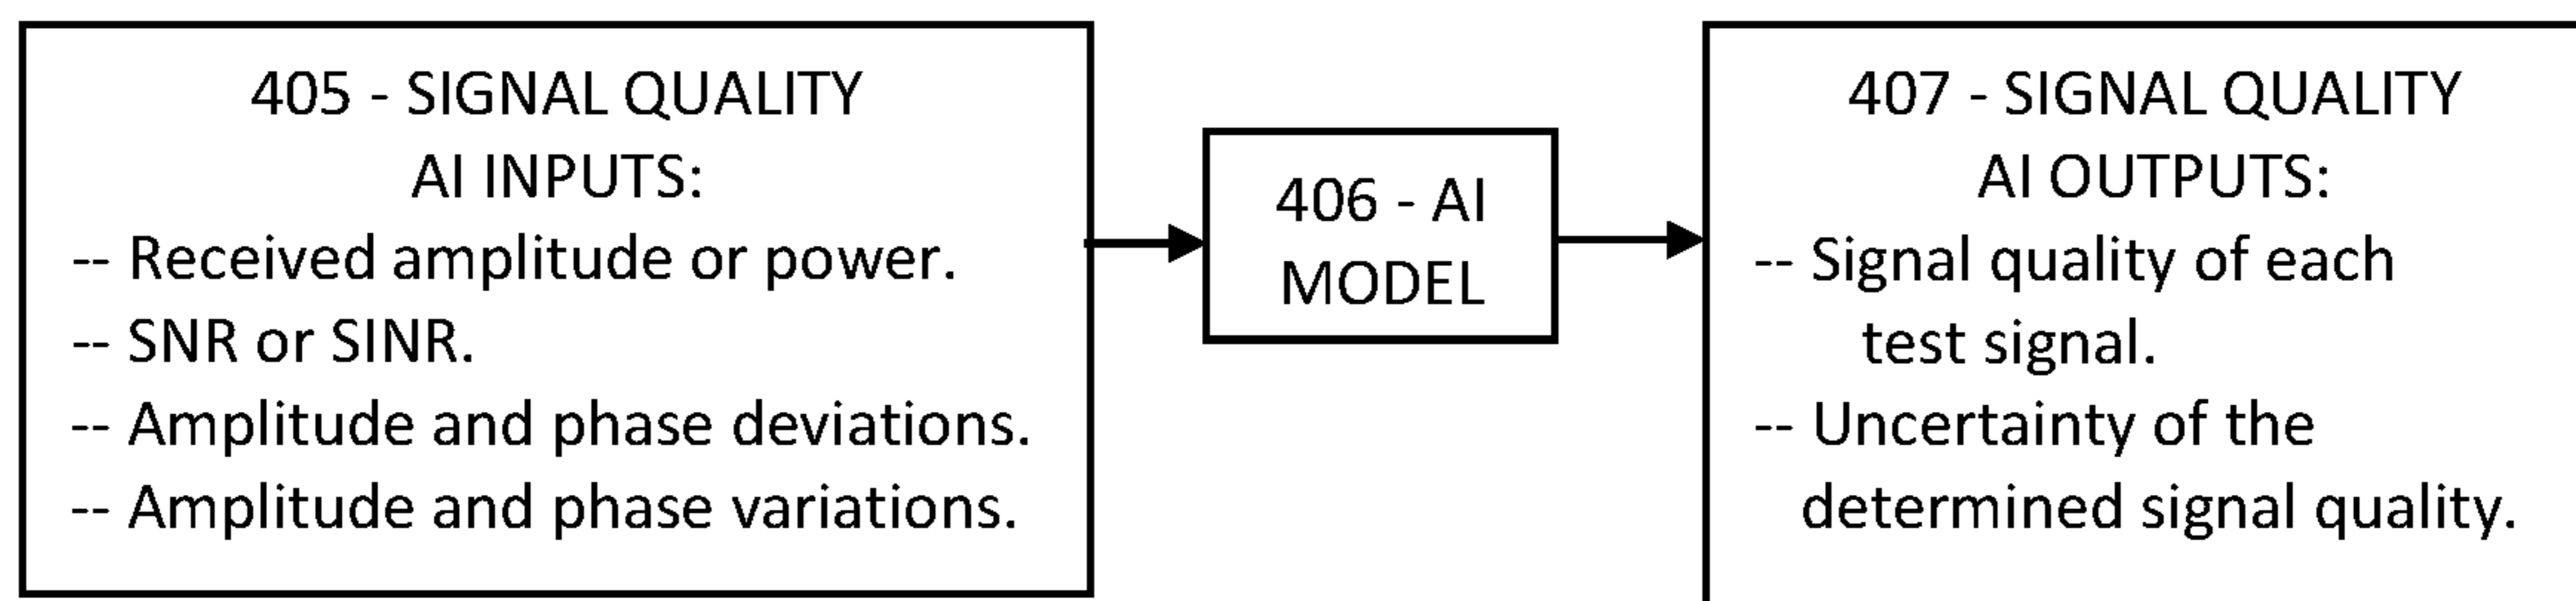 405 - SIGNAL QUALITY
AI INPUTS:
-- Received amplitude or power.
-- SNR or SINR.
-- Amplitude and phase deviations.
-- Amplitude and phase variations.
406 - AI
MODEL
407 - SIGNAL QUALITY
AI OUTPUTS:
-- Signal quality of each
test signal.
-- Uncertainty of the
determined signal quality.